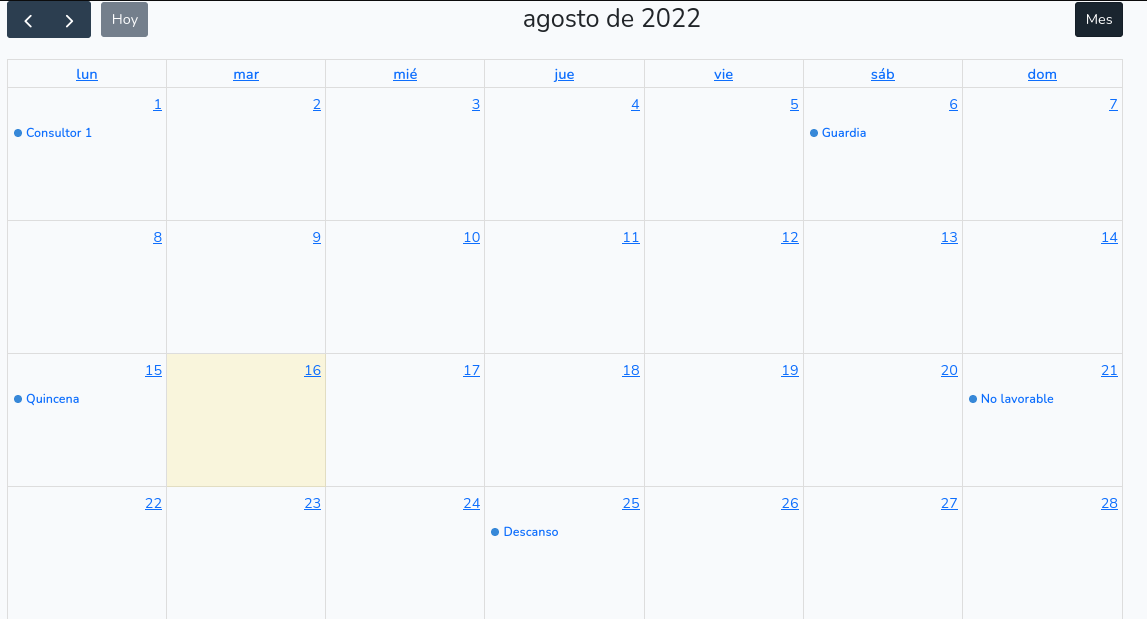 Hoy agosto de 2022 Mes
lun mar mié jue vie sáb dom
1 2 3 4 5 6 7
Consultor 1 Guardia
8 9 10 11 12 13 14
15 16 17 18 19 20 21
Quincena No lavorable
22 23 24 25 26 27 28
Descanso